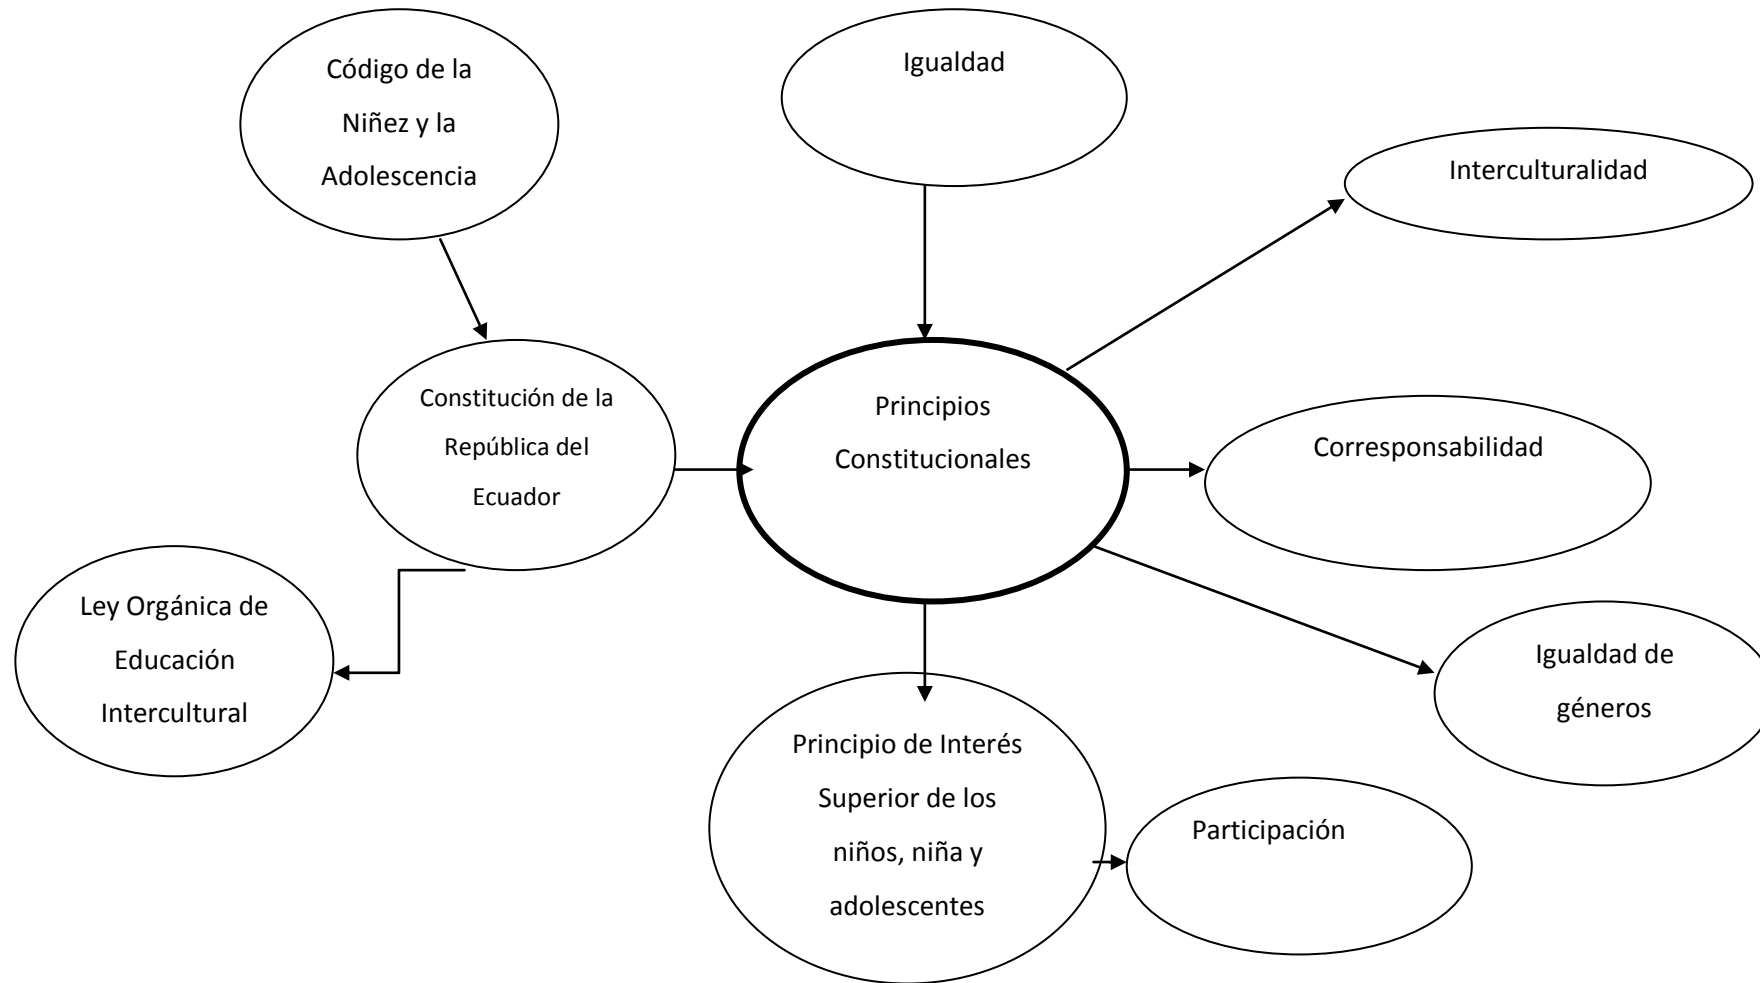 Código de la
Niñez y la
Adolescencia
Igualdad
Interculturalidad
Constitución de la
República del
Ecuador
Principios
Constitucionales
Corresponsabilidad
Ley Orgánica de
Educación
Intercultural
Igualdad de
géneros
Principio de Interés
Superior de los
niños, niña y
adolescentes
Participación